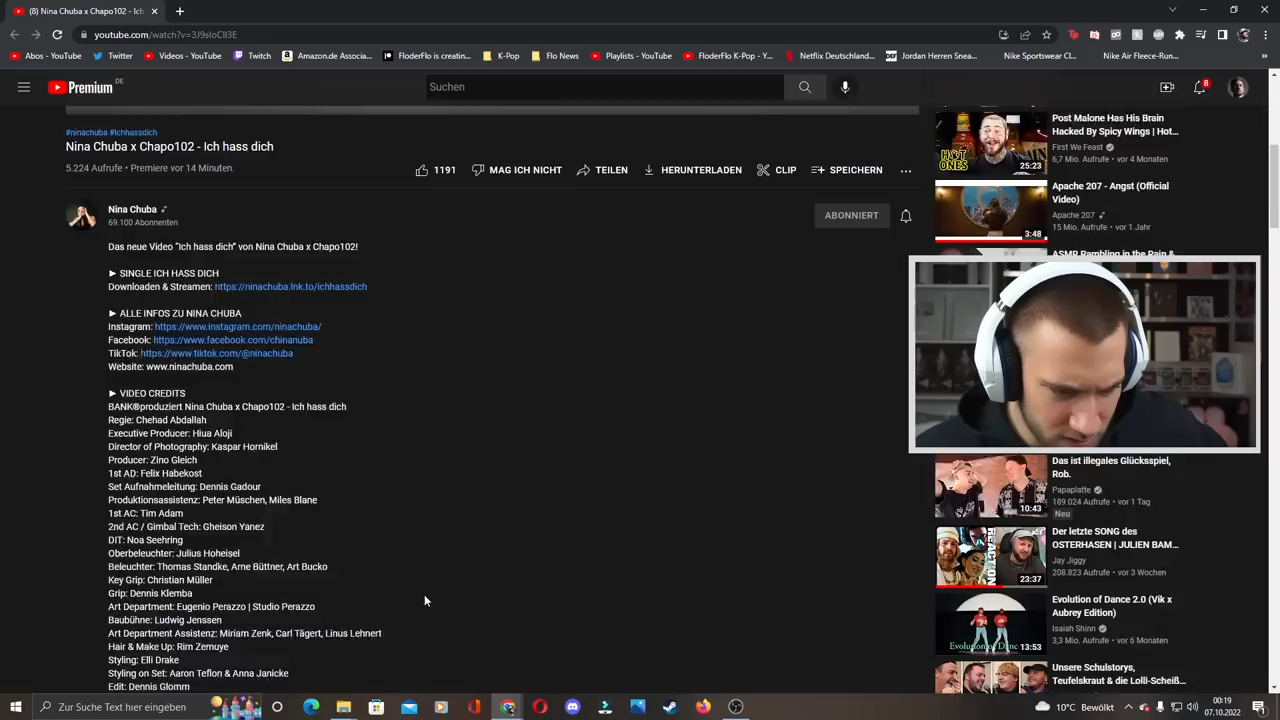 (8) Nina Chuba x Chapo102 - Ich h
youtube.com/watch?v=3J9sloCII3E
Abos - YouTube
Twitter
Videos - YouTube
Twitch
Amazon.de Associa...
FloderFlo is creatin...
K-Pop
Flo News
Playlists - YouTube
FloderFlo K-Pop - Y...
Netflix Deutschland...
Jordan Herren Sneak...
Nike Sportswear Cl...
Nike Air Fleece-Run...
Premium DE
Suchen
8
#ninachuba #Ichhassdich
Nina Chuba x Chapo102 - Ich hass dich
5.224 Aufrufe • Premiere vor 14 Minuten.
1191
MAG ICH NICHT
TEILEN
HERUNTERLADEN
CLIP
SPEICHERN
Nina Chuba
69.100 Abonnenten
ABONNIERT
Das neue Video "Ich hass dich" von Nina Chuba x Chapo102!
► SINGLE ICH HASS DICH
Downloaden & Streamen: https://ninachuba.lnk.to/ichhassdich
► ALLE INFOS ZU NINA CHUBA
Instagram: https://www.instagram.com/ninachuba/
Facebook: https://www.facebook.com/chinanuba
TikTok: https://www.tiktok.com/@ninachuba
Website: www.ninachuba.com
► VIDEO CREDITS
BANK®produziert Nina Chuba x Chapo102 - Ich hass dich
Regie: Chehad Abdallah
Executive Producer: Hiua Aloji
Director of Photography: Kaspar Hornikel
Producer: Zino Gleich
1st AD: Felix Habekost
Set Aufnahmeleitung: Dennis Gadour
Produktionsassistenz: Peter Müschen, Miles Blane
1st AC: Tim Adam
2nd AC / Gimbal Tech: Gheison Yanez
DIT: Noa Seehring
Oberbeleuchter: Julius Hoheisel
Beleuchter: Thomas Standke, Arne Büttner, Art Bucko
Key Grip: Christian Müller
Grip: Dennis Klemba
Art Department: Eugenio Perazzo | Studio Perazzo
Baubühne: Ludwig Jenssen
Art Department Assistenz: Miriam Zenk, Carl Tägert, Linus Lehnert
Hair & Make Up: Rim Zemuye
Styling: Elli Drake
Styling on Set: Aaron Teflon & Anna Jarncke
Edit: Dennis Glomm
HOT ONES
25:23
Post Malone Has His Brain
Hacked By Spicy Wings | Hot...
First We Feast
6,7 Mio. Aufrufe • vor 4 Monaten
3:48
Apache 207 - Angst (Official
Video)
Apache 207
15 Mio. Aufrufe • vor 1 Jahr
ASMR Rambling in the Rain &
10:43
Das ist illegales Glücksspiel,
Rob.
Papaplatte
189.024 Aufrufe • vor 1 Tag
Neu
REACTION
23:37
Der letzte SONG des
OSTERHASEN | JULIEN BAM...
Jay Jiggy
208.823 Aufrufe • vor 3 Wochen
Evolution of Danc
13:53
Evolution of Dance 2.0 (Vik x
Aubrey Edition)
Isaiah Shinn
3,3 Mio. Aufrufe • vor 6 Monaten
Unsere Schulstorys,
Teufelskraut & die Lolli-Scheiß...
Zur Suche Text hier eingeben
10°C Bewölkt
00:19
07.10.2022